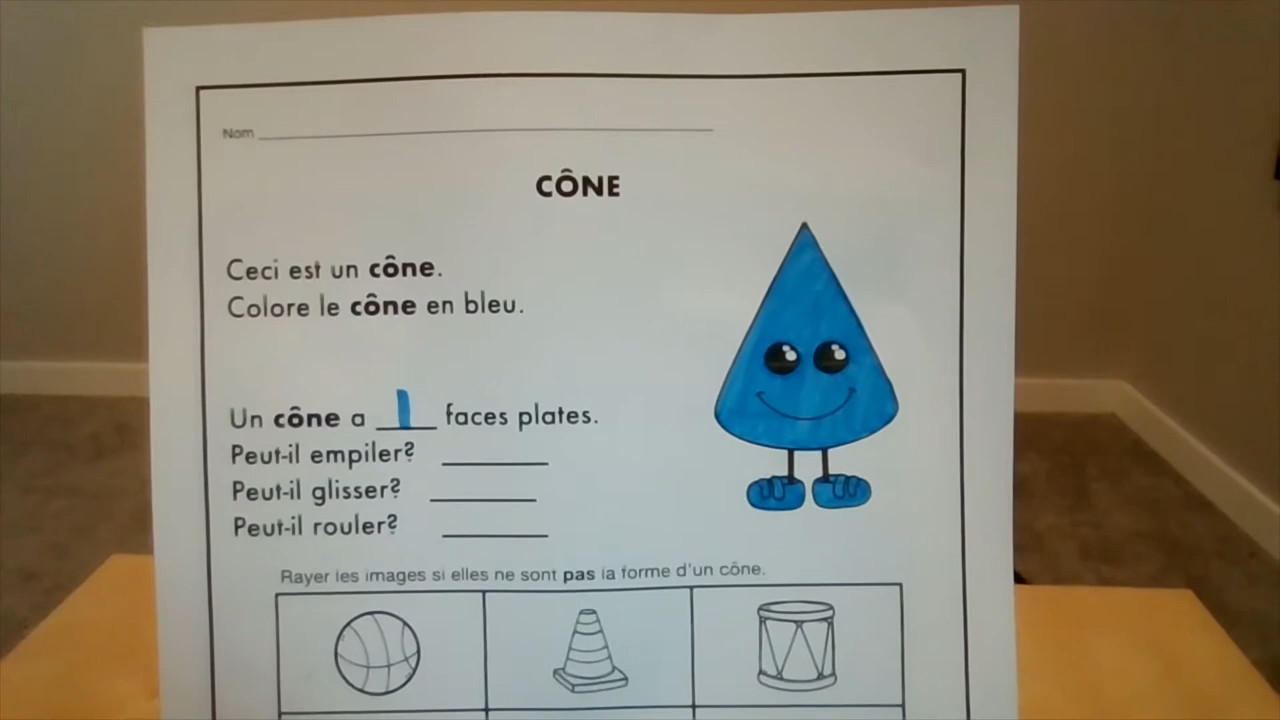 Nom
CÔNE
Ceci est un cône.
Colore le cône en bleu.
Un cône a 1 faces plates.
Peut-il empiler?
Peut-il glisser?
Peut-il rouler?
Rayer les images si elles ne sont pas la forme d'un cône.